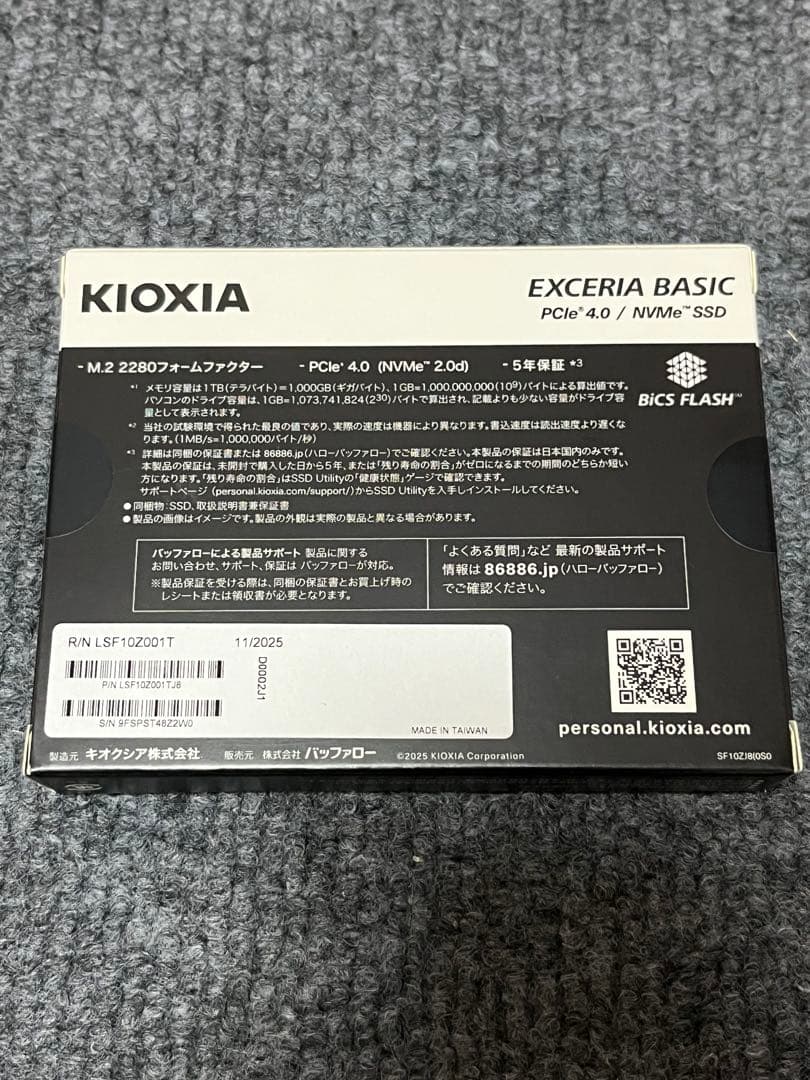 KIOXIA
EXCERIA BASIC
PCIe® 4.0 / NVMe™ SSD
- M.2 2280フォームファクター - PCIe® 4.0 (NVMe™ 2.0d) - 5年保証 *3
BiCS FLASH™
*1 メモリ容量は1TB(テラバイト)=1,000GB(ギガバイト)、1GB=1,000,000,000(10⁹)バイトによる算出値です。
パソコンのドライブ容量は、1GB=1,073,741,824(2³⁰)バイトで算出され、記載よりも少ない容量がドライブ容
量として表示されます。
*2 当社の試験環境で得られた最良の値であり、実際の速度は機器により異なります。書込速度は読出速度より遅くな
ります。(1MB/s=1,000,000バイト/秒)
*3 詳細は同梱の保証書または 86886.jp(ハローバッファロー)でご確認ください。本製品の保証は日本国内のみです。
本製品の保証は、未開封で購入した日から5年、または「残り寿命の割合」がゼロになるまでの期間のどちらか短い
方になります。「残り寿命の割合」はSSD Utilityの「健康状態」ゲージで確認できます。
サポートページ (personal.kioxia.com/support/)からSSD Utilityを入手しインストールしてください。
●同梱物:SSD、取扱説明書兼保証書
●製品の画像はイメージです。製品の外観は実際の製品と異なる場合があります。
バッファローによる製品サポート 製品に関する
お問い合わせ、サポート、保証は バッファローが対応。
※製品保証を受ける際は、同梱の保証書とお買上げ時の
レシートまたは領収書が必要となります。
「よくある質問」など 最新の製品サポート
情報は 86886.jp(ハローバッファロー)
でご確認ください。
R/N LSF10Z001T 11/2025
P/N LSF10Z001TJ8
D0002J1
S/N 9FSPST48Z2W0
MADE IN TAIWAN
personal.kioxia.com
製造元 キオクシア株式会社 販売元 株式会社 バッファロー ©2025 KIOXIA Corporation
SF10ZJ8(0S0